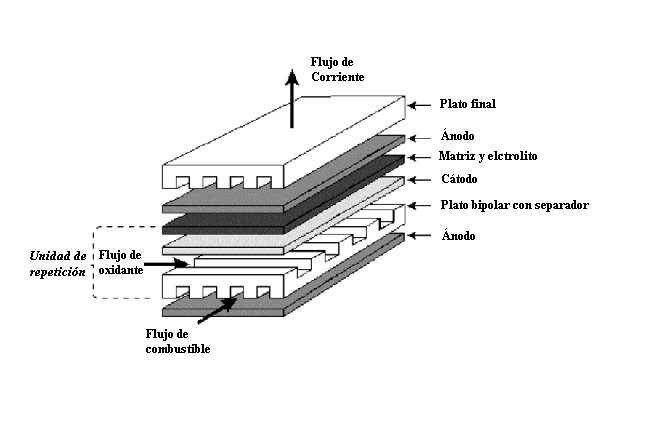 Flujo de
Corriente
Plato final
Ánodo
Matriz y elctrolito
Cátodo
Plato bipolar con separador
Ánodo
Unidad de
repetición
Flujo de
oxidante
Flujo de
combustible